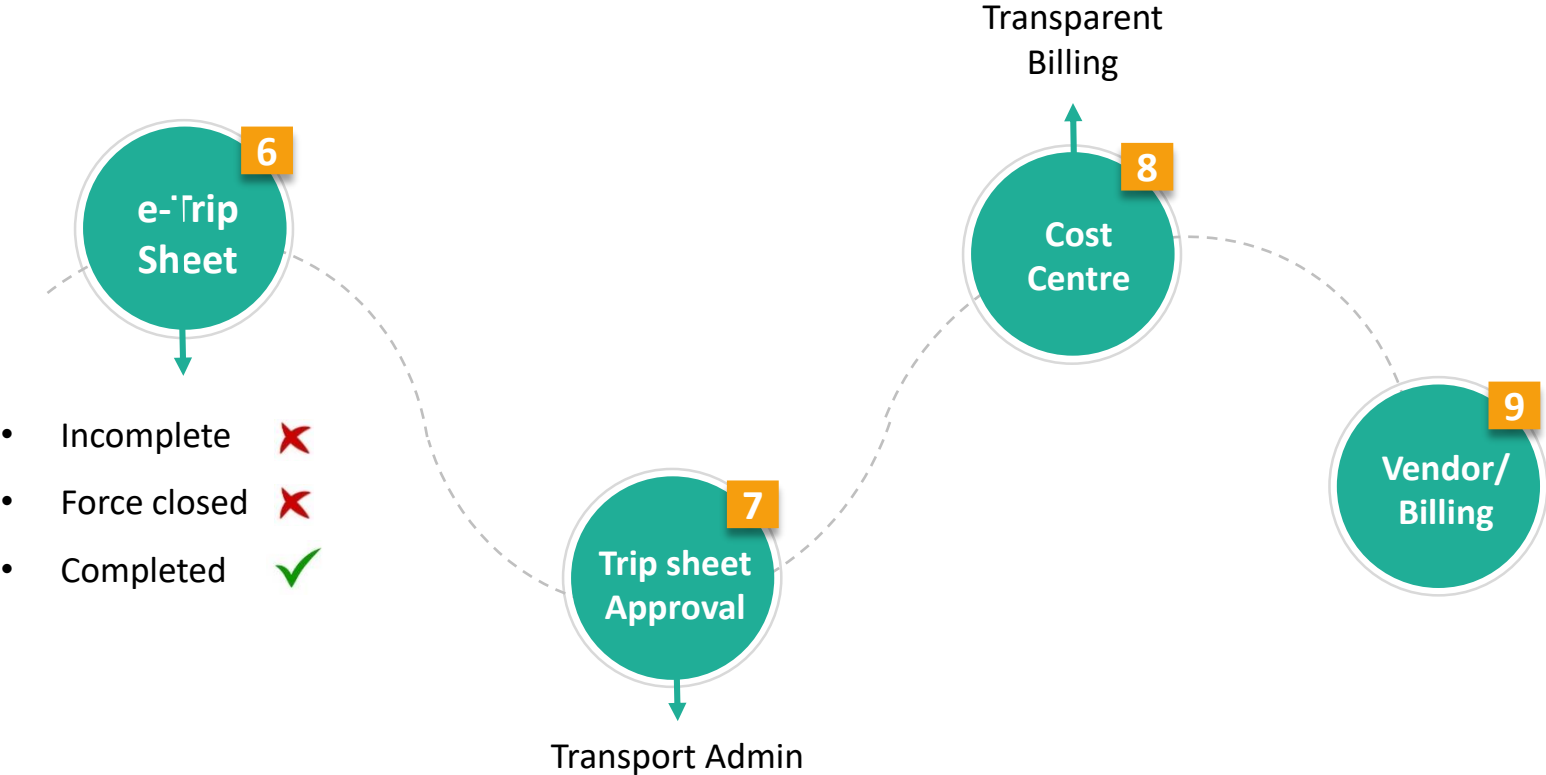 6
e-Trip
Sheet
• Incomplete
• Force closed
• Completed
7
Trip sheet
Approval
Transport Admin
Transparent
Billing
8
Cost
Centre
9
Vendor/
Billing